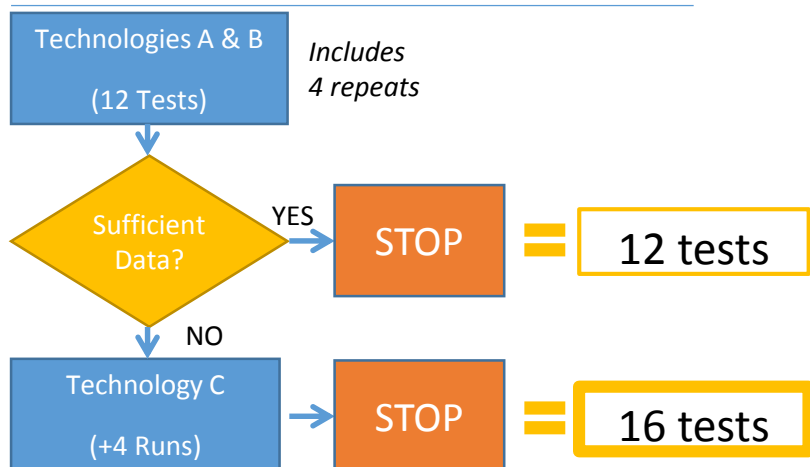 Technologies A & B
(12 Tests)
Includes
4 repeats
Sufficient
Data?
YES
STOP
=
12 tests
NO
Technology C
(+4 Runs)
STOP
=
16 tests